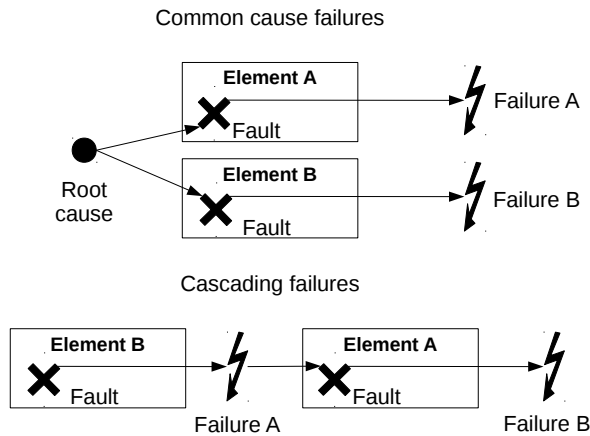 Common cause failures
Element A
Fault
Failure A
Root
cause
Element B
Fault
Failure B
Cascading failures
Element B
Fault
Failure A
Element A
Fault
Failure B